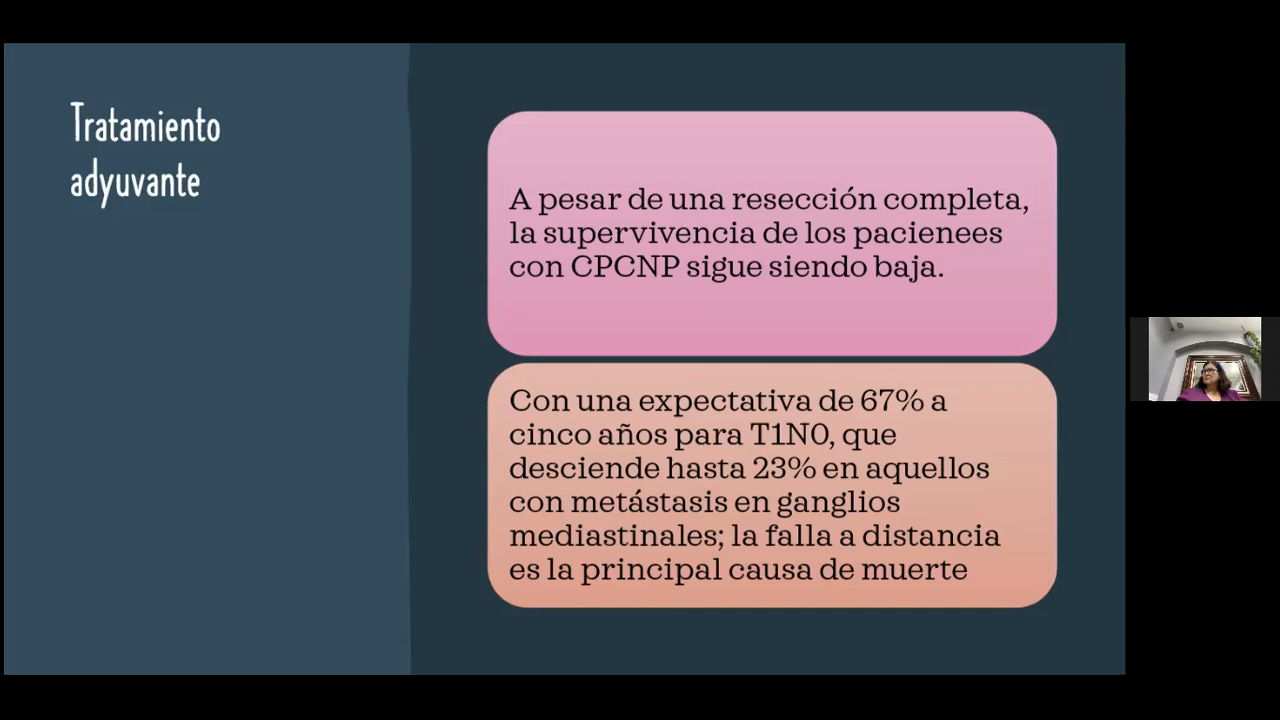 Tratamiento
adyuvante
A pesar de una resección completa,
la supervivencia de los pacienees
con CPCNP sigue siendo baja.
Con una expectativa de 67% a
cinco años para T1N0, que
desciende hasta 23% en aquellos
con metástasis en ganglios
mediastinales; la falla a distancia
es la principal causa de muerte